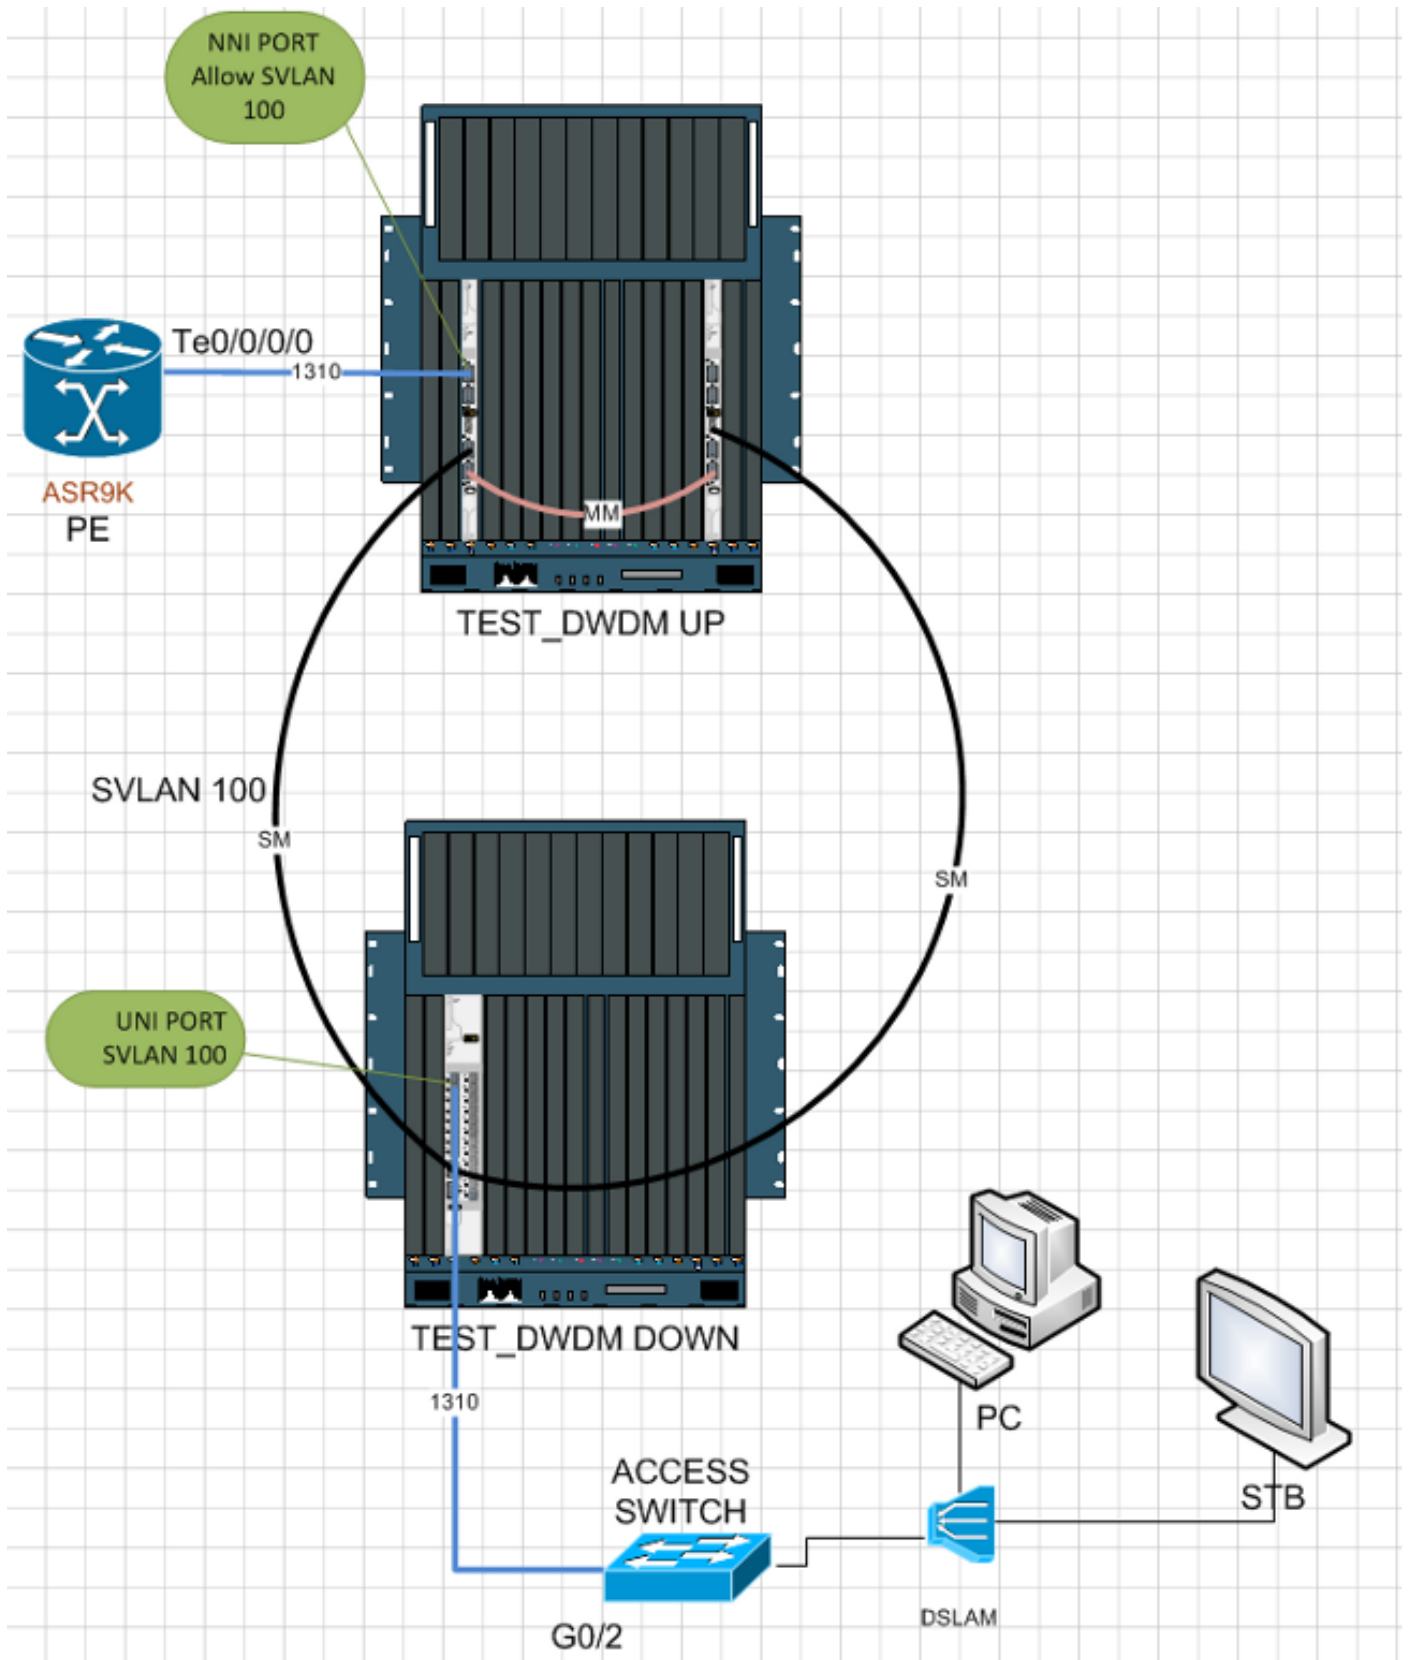 NNI PORT
Allow SVLAN
100
Te0/0/0/0
1310
ASR9K
PE
MM
TEST_DWDM UP
SVLAN 100
SM
SM
UNI PORT
SVLAN 100
TEST_DWDM DOWN
1310
PC
ACCESS
SWITCH
STB
DSLAM
G0/2